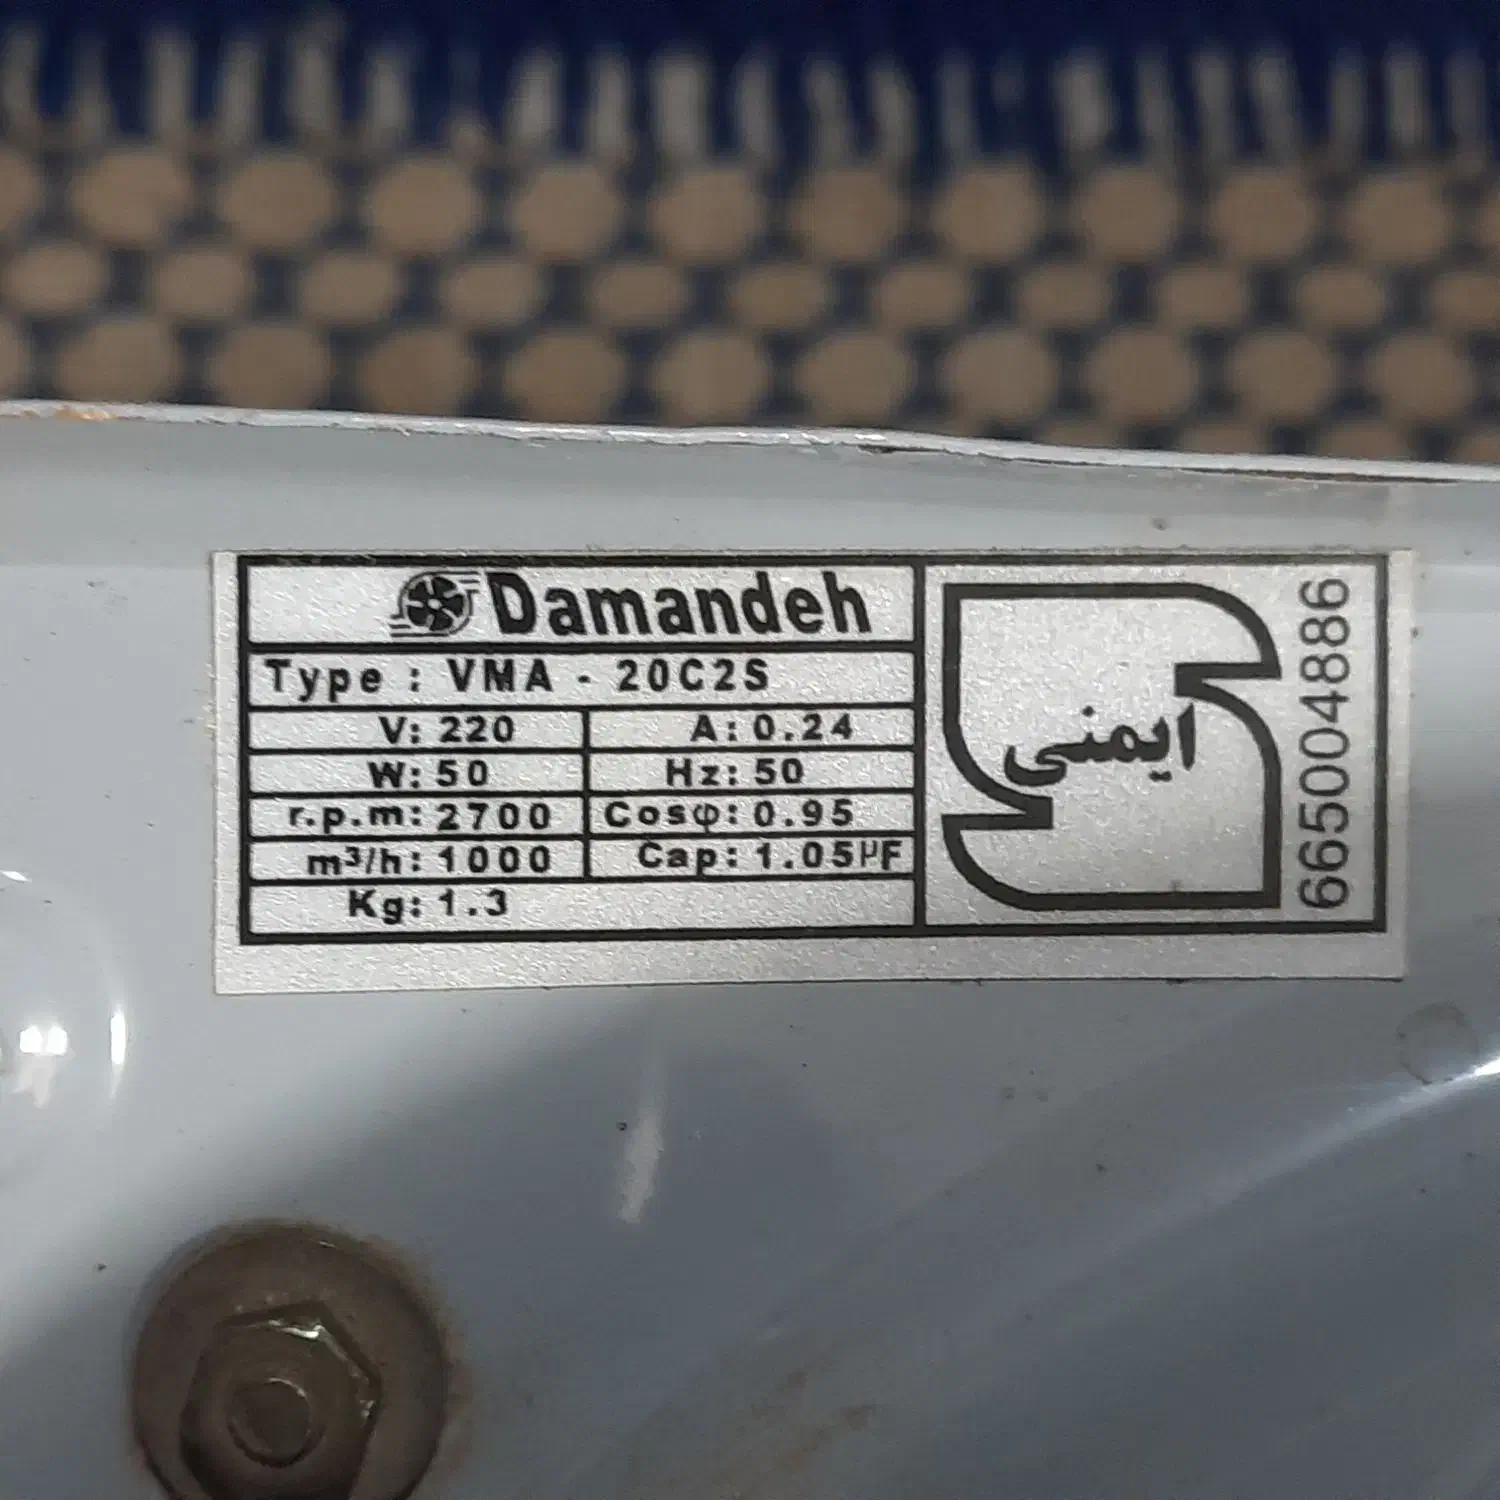 Damandeh
Type : VMA - 20C2S
V: 220 A: 0.24
W: 50 Hz: 50
r.p.m: 2700 Cosφ: 0.95
m³/h: 1000 Cap: 1.05µF
Kg: 1.3
ایمنی
6650004886